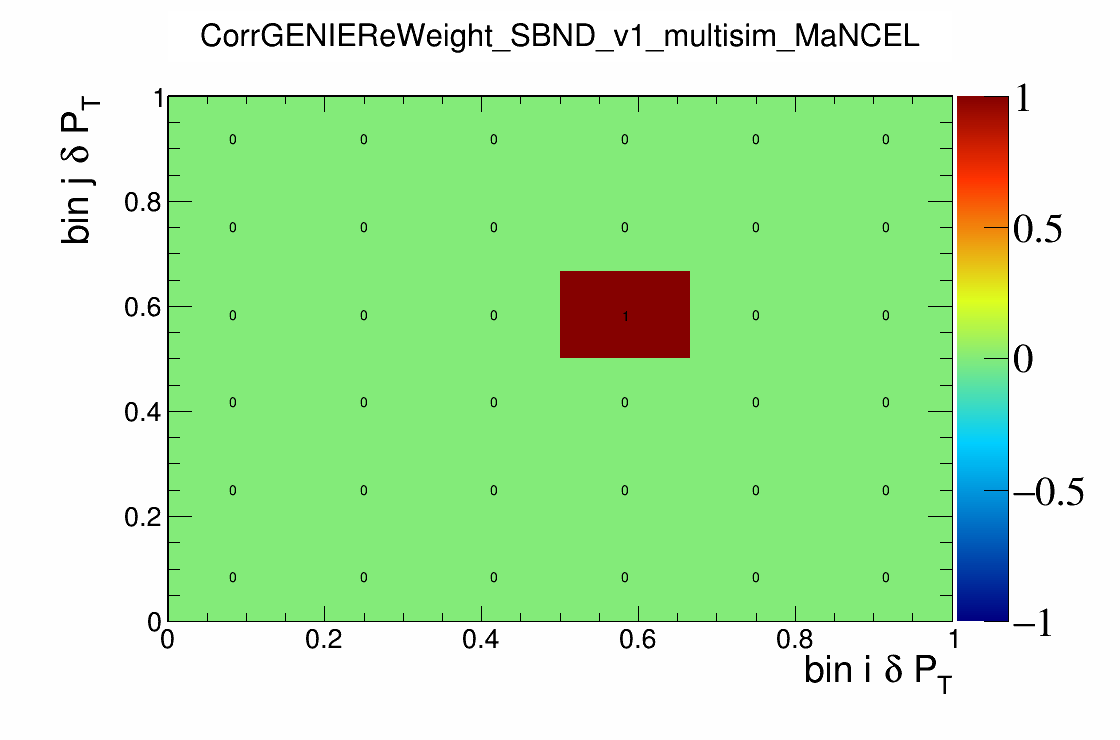 CorrGENIEReWeight_SBND_v1_multisim_MaNCEL
bin j δ P_T
1
0.8
0.6
0.4
0.2
0
0 0 0 0 0 0
0 0 0 0 0 0
0 0 0 1 0 0
0 0 0 0 0 0
0 0 0 0 0 0
0 0 0 0 0 0
1
0.5
0
−0.5
−1
0 0.2 0.4 0.6 0.8 1
bin i δ P_T